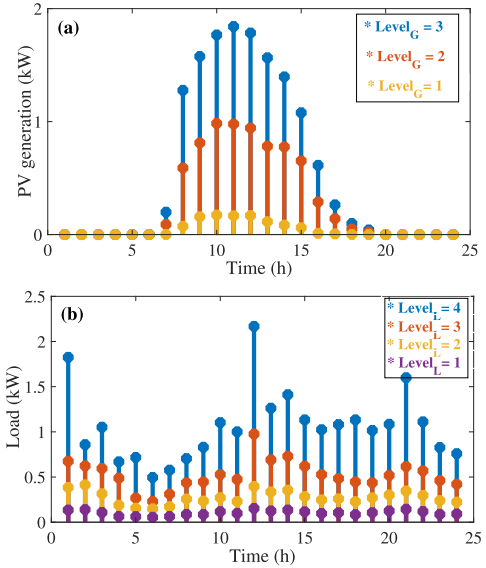 (a)
* Level_G = 3
* Level_G = 2
* Level_G = 1
PV generation (kW)
2
1
0
0 5 10 15 20 25
Time (h)
(b)
* Level_L = 4
* Level_L = 3
* Level_L = 2
* Level_L = 1
Load (kW)
2.5
2
1.5
1
0.5
0
0 5 10 15 20 25
Time (h)